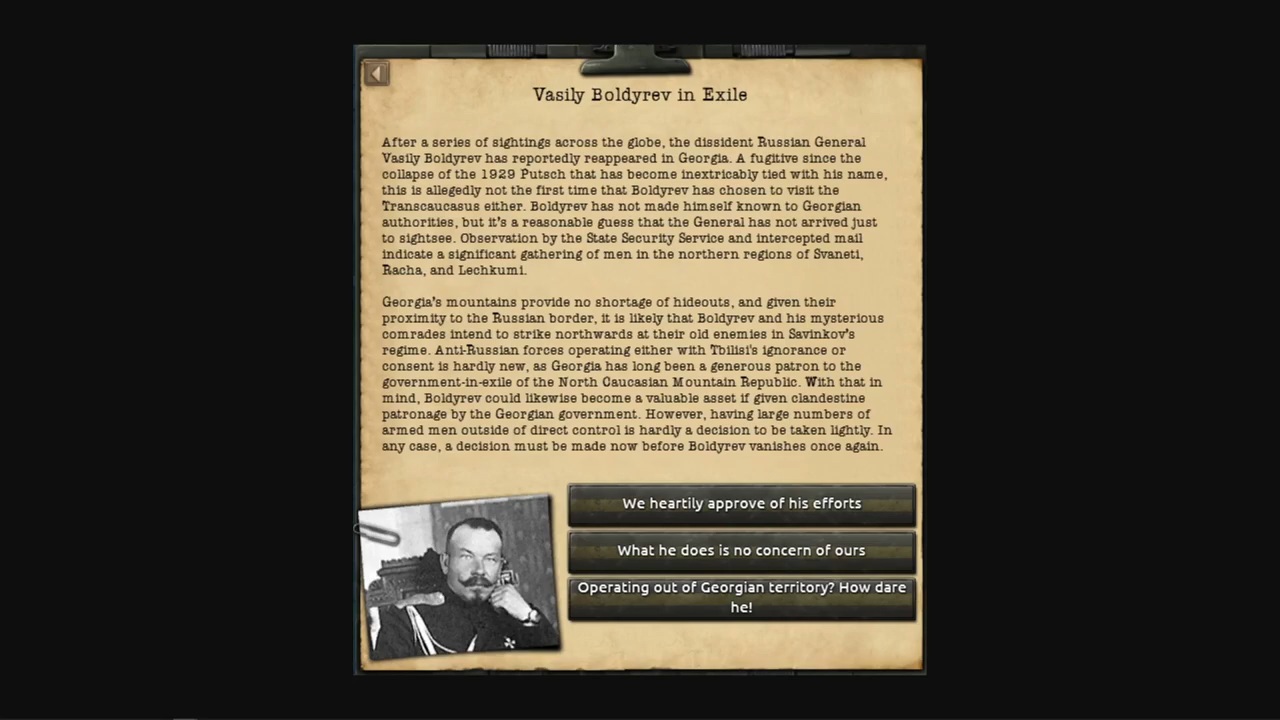 Vasily Boldyrev in Exile
After a series of sightings across the globe, the dissident Russian General
Vasily Boldyrev has reportedly reappeared in Georgia. A fugitive since the
collapse of the 1929 Putsch that has become inextricably tied with his name,
this is allegedly not the first time that Boldyrev has chosen to visit the
Transcaucasus either. Boldyrev has not made himself known to Georgian
authorities, but it's a reasonable guess that the General has not arrived just
to sightsee. Observation by the State Security Service and intercepted mail
indicate a significant gathering of men in the northern regions of Svaneti,
Racha, and Lechkumi.
Georgia's mountains provide no shortage of hideouts, and given their
proximity to the Russian border, it is likely that Boldyrev and his mysterious
comrades intend to strike northwards at their old enemies in Savinkov's
regime. Anti-Russian forces operating either with Tbilisi's ignorance or
consent is hardly new, as Georgia has long been a generous patron to the
government-in-exile of the North Caucasian Mountain Republic. With that in
mind, Boldyrev could likewise become a valuable asset if given clandestine
patronage by the Georgian government. However, having large numbers of
armed men outside of direct control is hardly a decision to be taken lightly. In
any case, a decision must be made now before Boldyrev vanishes once again.
We heartily approve of his efforts
What he does is no concern of ours
Operating out of Georgian territory? How dare
he!